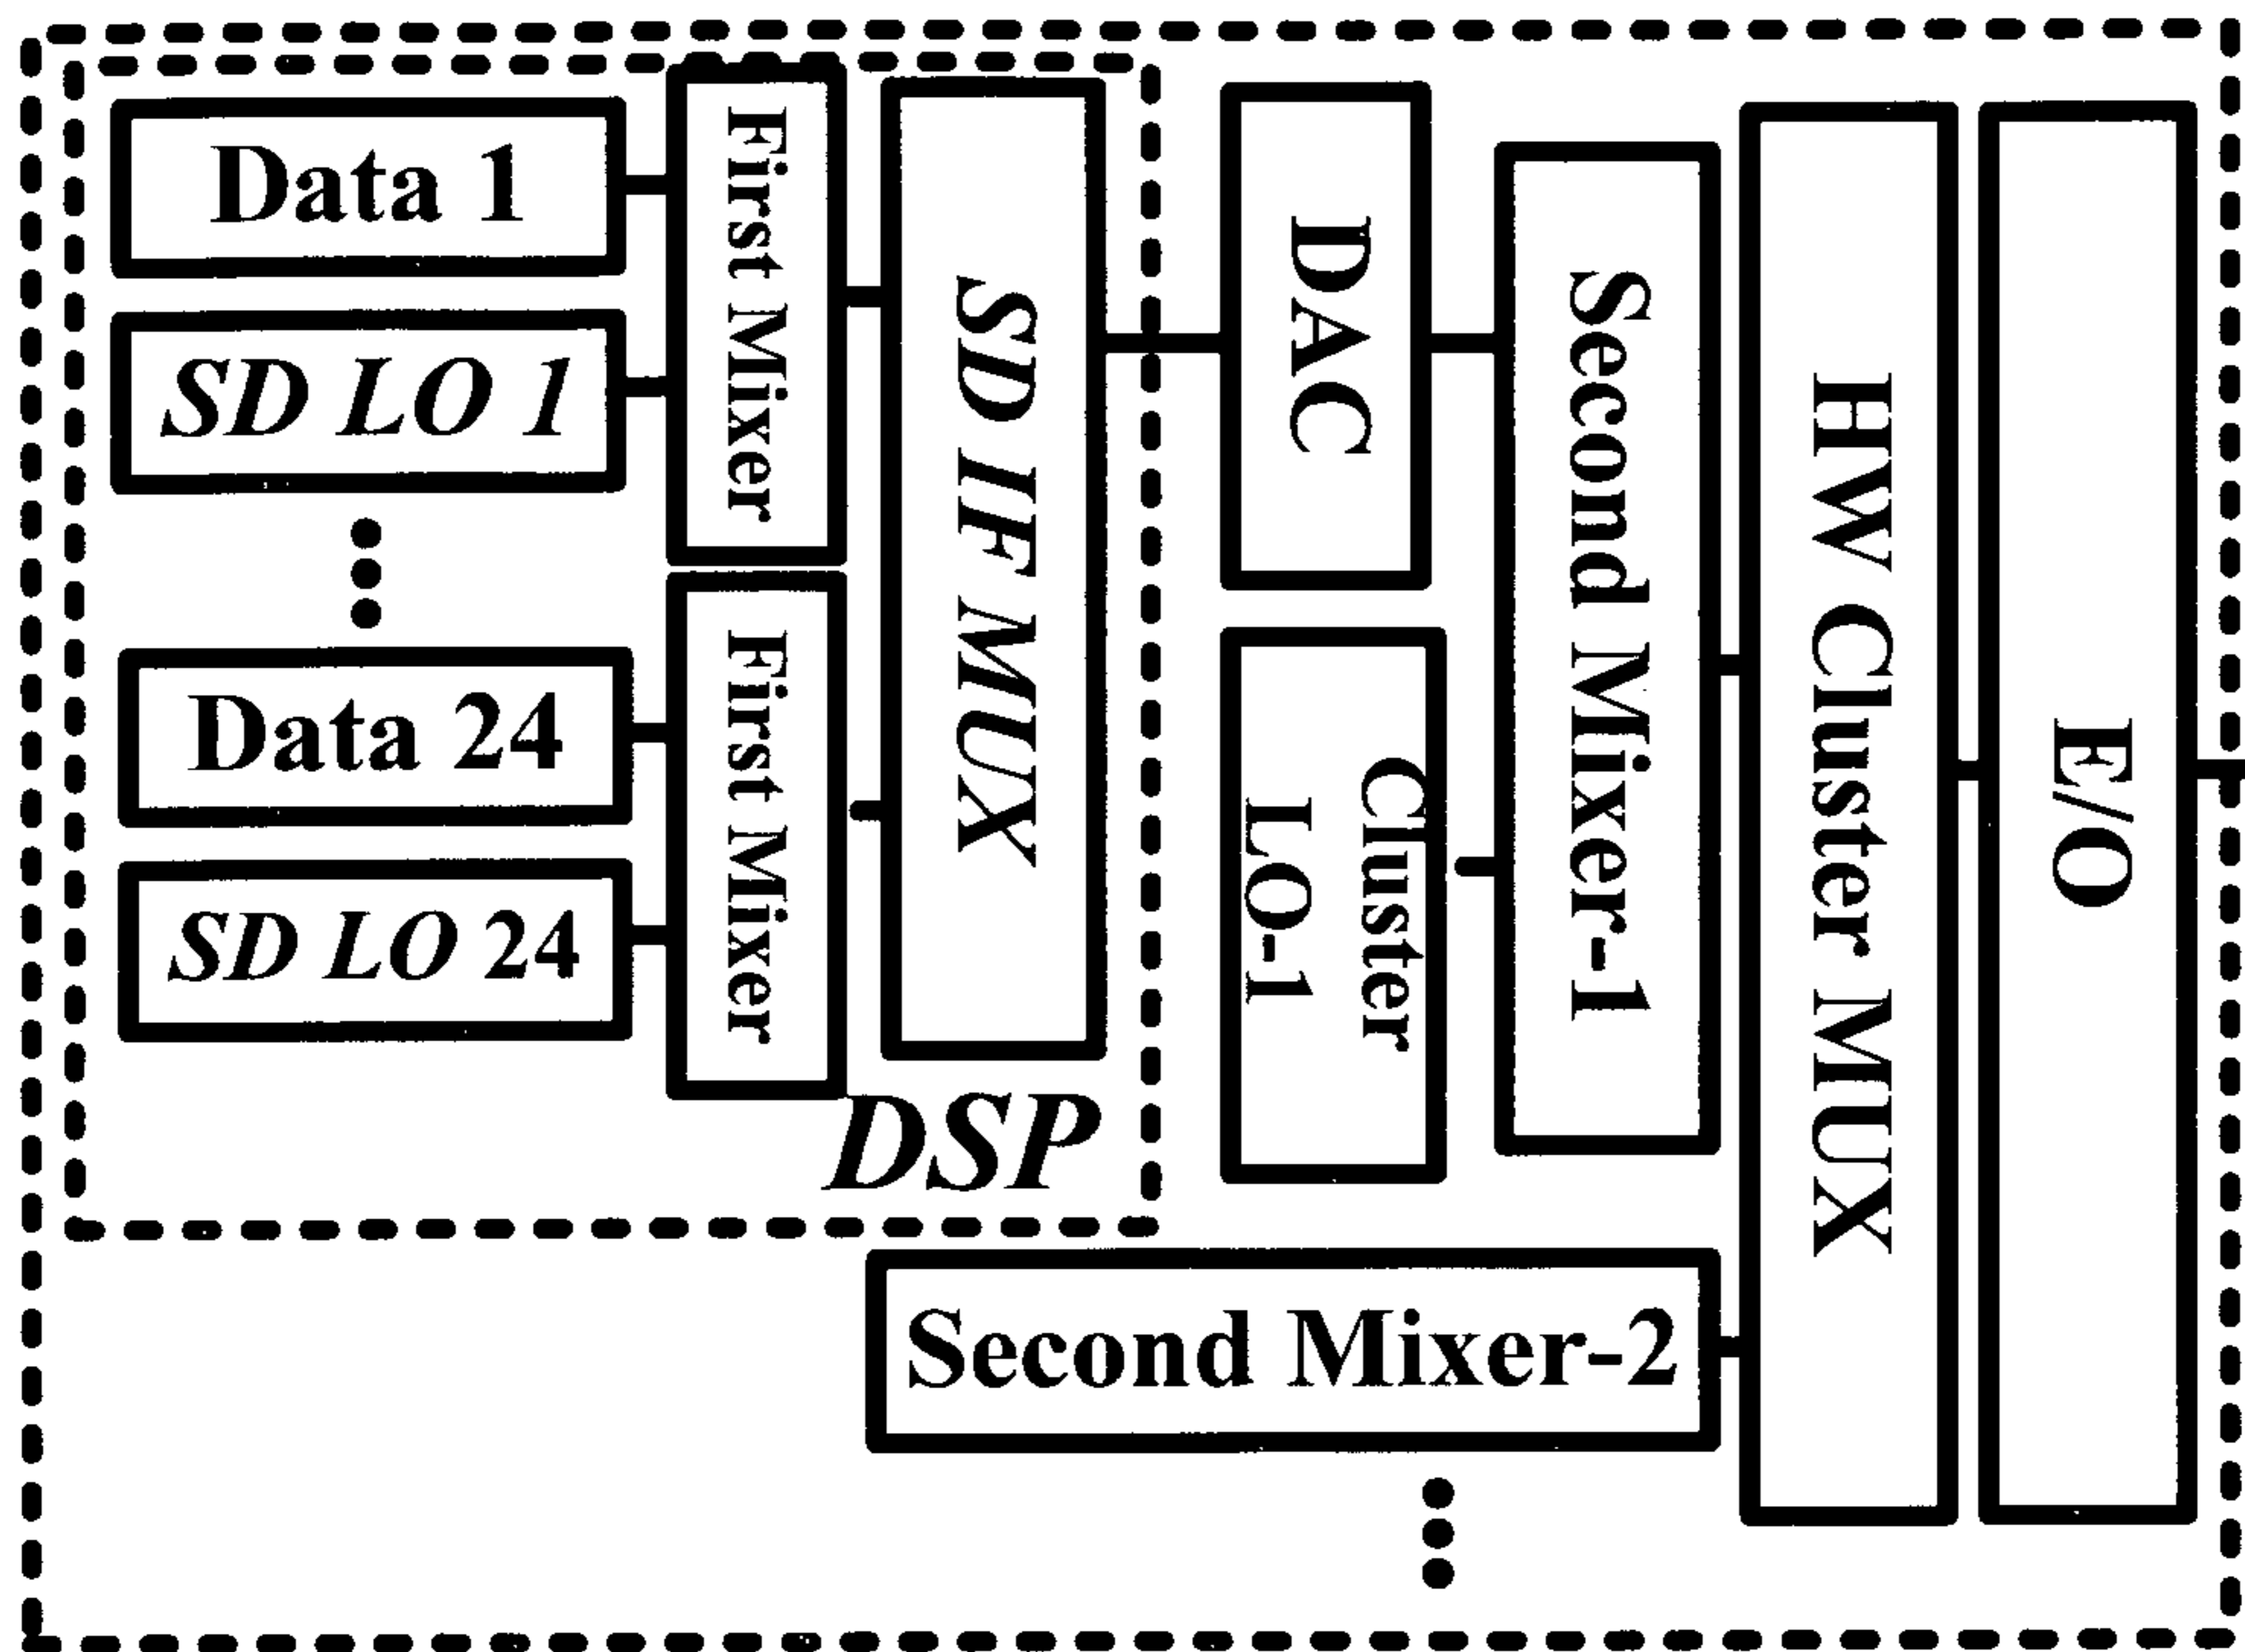 Data 1
SD LO 1
Data 24
SD LO 24
First Mixer
First Mixer
SD IIF MUX
DSP
DAC
Cluster
LO-1
Second Mixer-1
Second Mixer-2
HW Cluster MUX
E/O